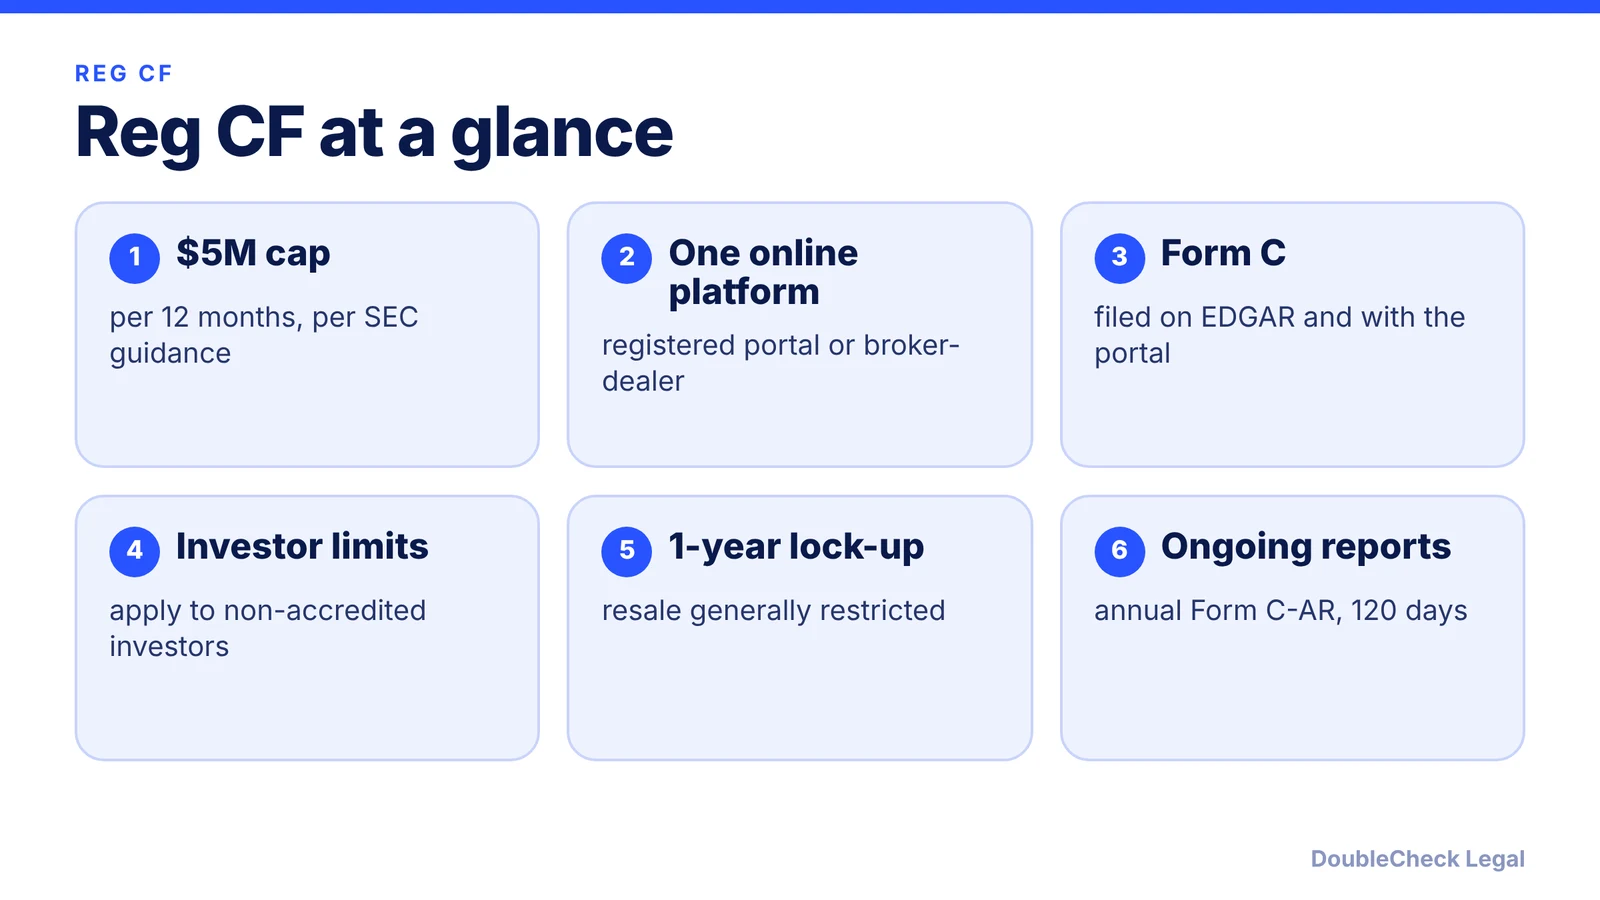 REG CF
Reg CF at a glance
1 $5M cap
per 12 months, per SEC
guidance
2 One online
platform
registered portal or broker-
dealer
3 Form C
filed on EDGAR and with the
portal
4 Investor limits
apply to non-accredited
investors
5 1-year lock-up
resale generally restricted
6 Ongoing reports
annual Form C-AR, 120 days
DoubleCheck Legal